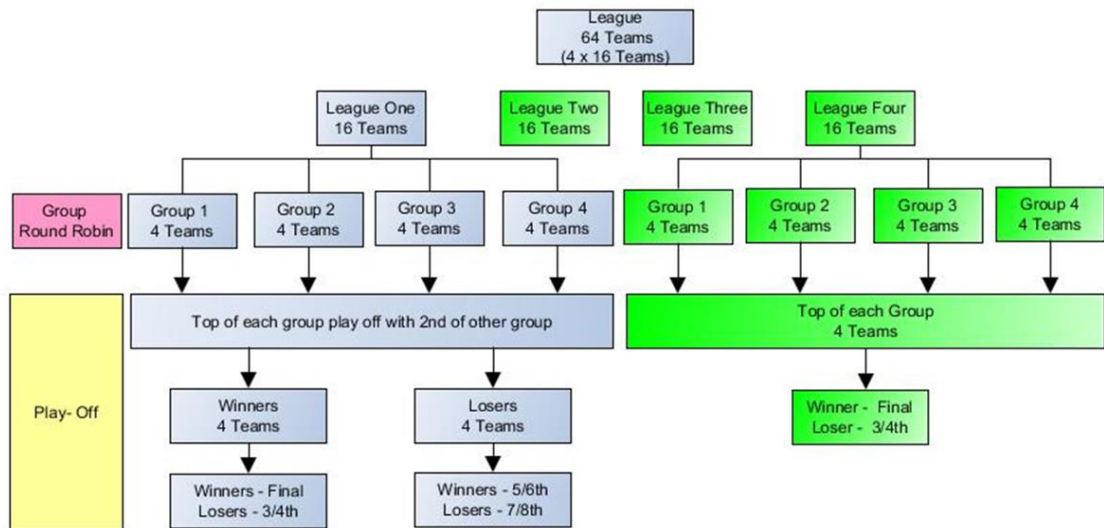 League
64 Teams
(4 x 16 Teams)
League One
16 Teams
League Two
16 Teams
League Three
16 Teams
League Four
16 Teams
Group
Round Robin
Group 1
4 Teams
Group 2
4 Teams
Group 3
4 Teams
Group 4
4 Teams
Group 1
4 Teams
Group 2
4 Teams
Group 3
4 Teams
Group 4
4 Teams
Play- Off
Top of each group play off with 2nd of other group
Top of each Group
4 Teams
Winners
4 Teams
Losers
4 Teams
Winner - Final
Loser - 3/4th
Winners - Final
Losers - 3/4th
Winners - 5/6th
Losers - 7/8th